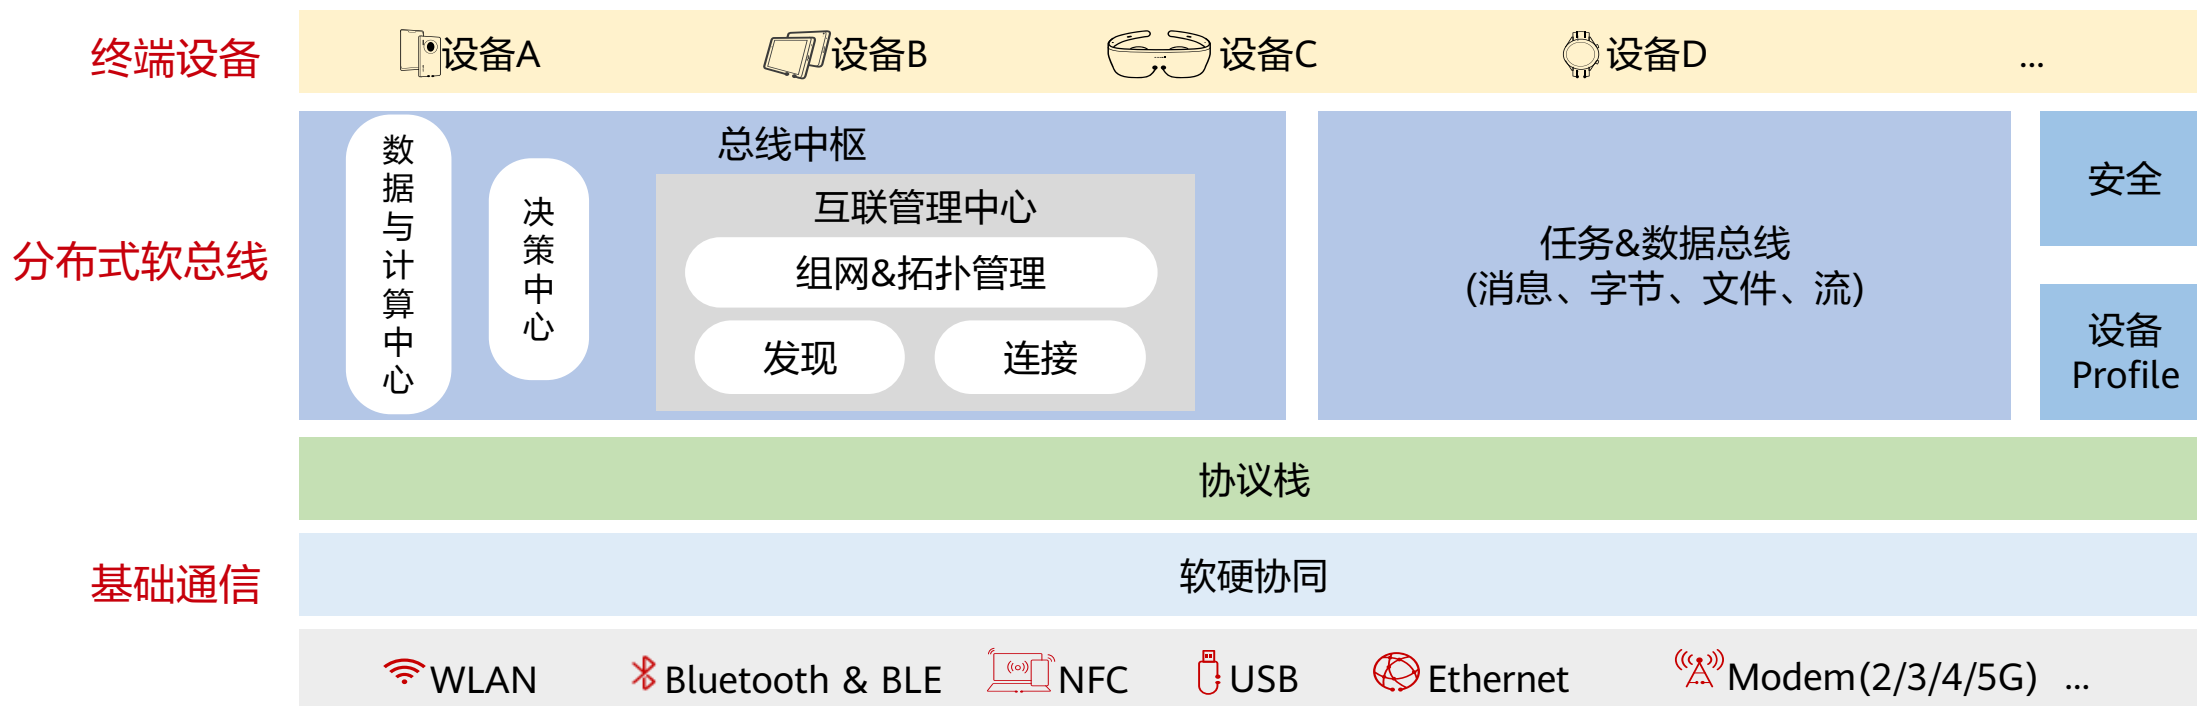 终端设备
设备A
设备B
设备C
设备D
...
分布式软总线
数据与计算中心
决策中心
总线中枢
互联管理中心
组网&拓扑管理
发现
连接
任务&数据总线
(消息、字节、文件、流)
安全
设备
Profile
协议栈
基础通信
软硬协同
WLAN
Bluetooth & BLE
NFC
USB
Ethernet
Modem(2/3/4/5G)
...